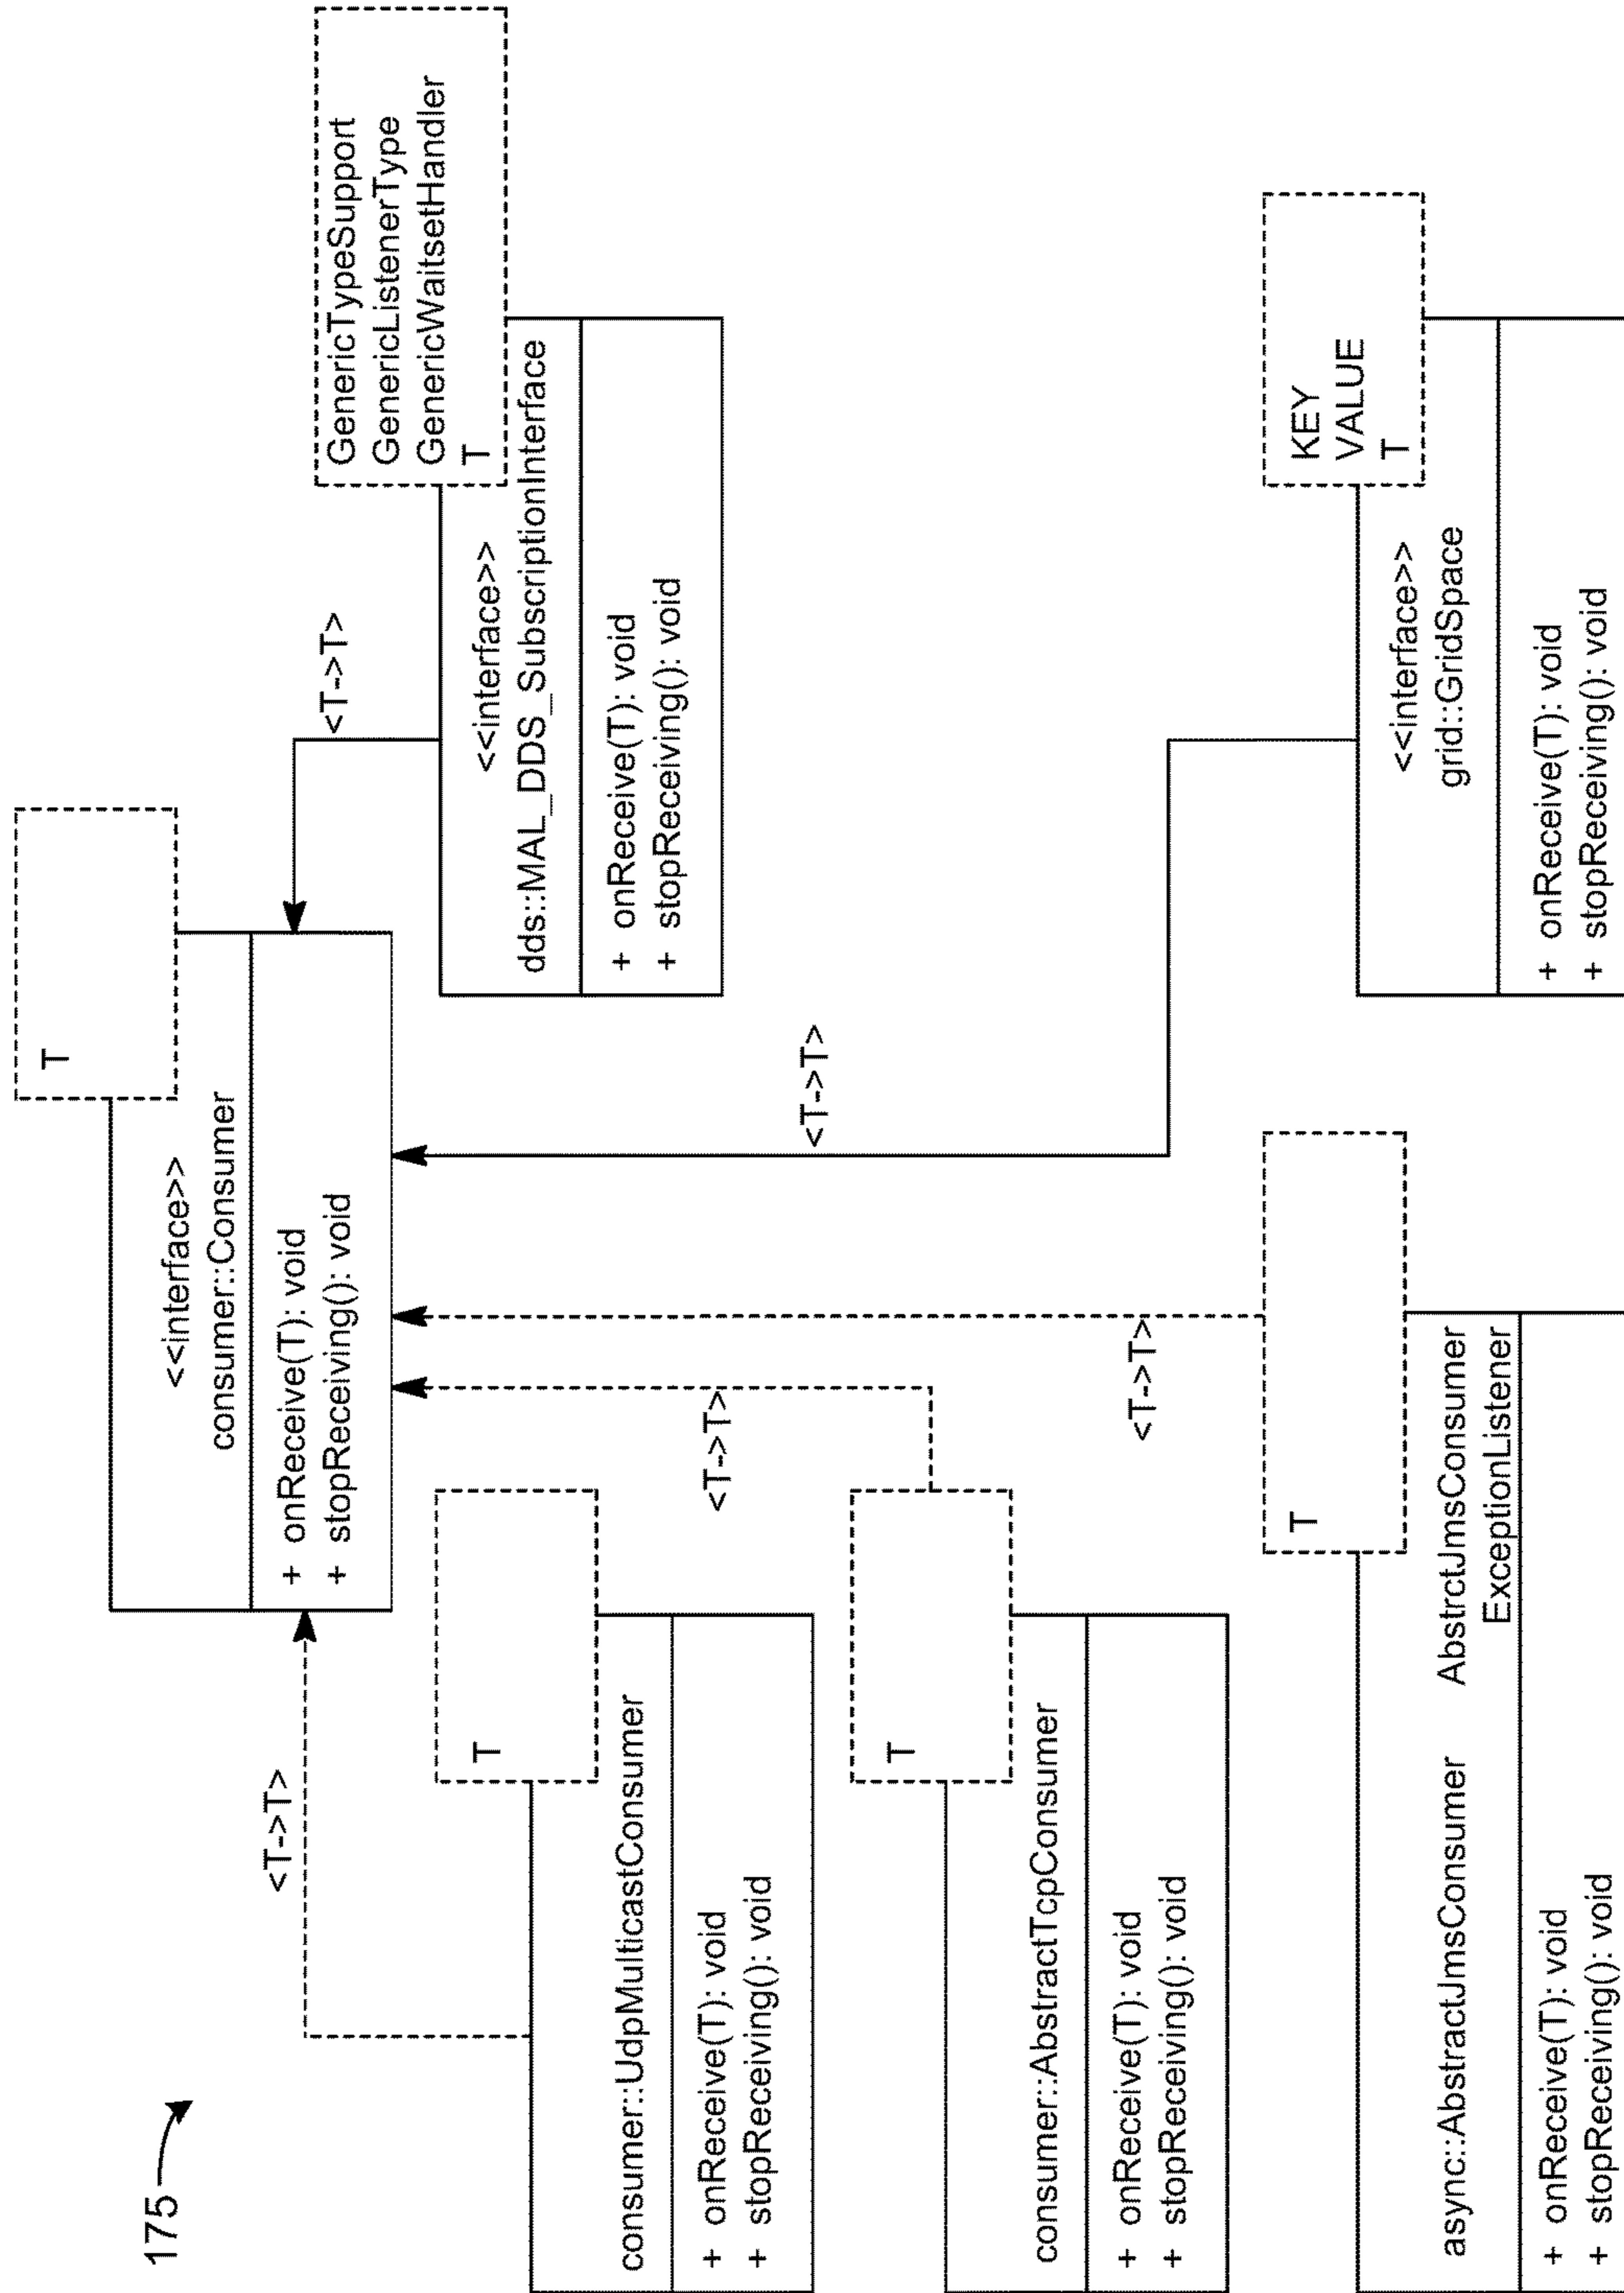 175
T
<<interface>>
consumer::Consumer
+ onReceive(T): void
+ stopReceiving(): void
<T->T>
<T->T>
GenericTypeSupport
GenericListenerType
GenericWaitsetHandler
T
<<interface>>
dds::MAL_DDS_SubscriptionInterface
+ onReceive(T): void
+ stopReceiving(): void
T
consumer::UdpMulticastConsumer
+ onReceive(T): void
+ stopReceiving(): void
<T->T>
<T->T>
T
consumer::AbstractTcpConsumer
+ onReceive(T): void
+ stopReceiving(): void
<T->T>
T
async::AbstractJmsConsumer AbstrctJmsConsumer
ExceptionListener
+ onReceive(T): void
+ stopReceiving(): void
KEY
VALUE
T
<<interface>>
grid::GridSpace
+ onReceive(T): void
+ stopReceiving(): void